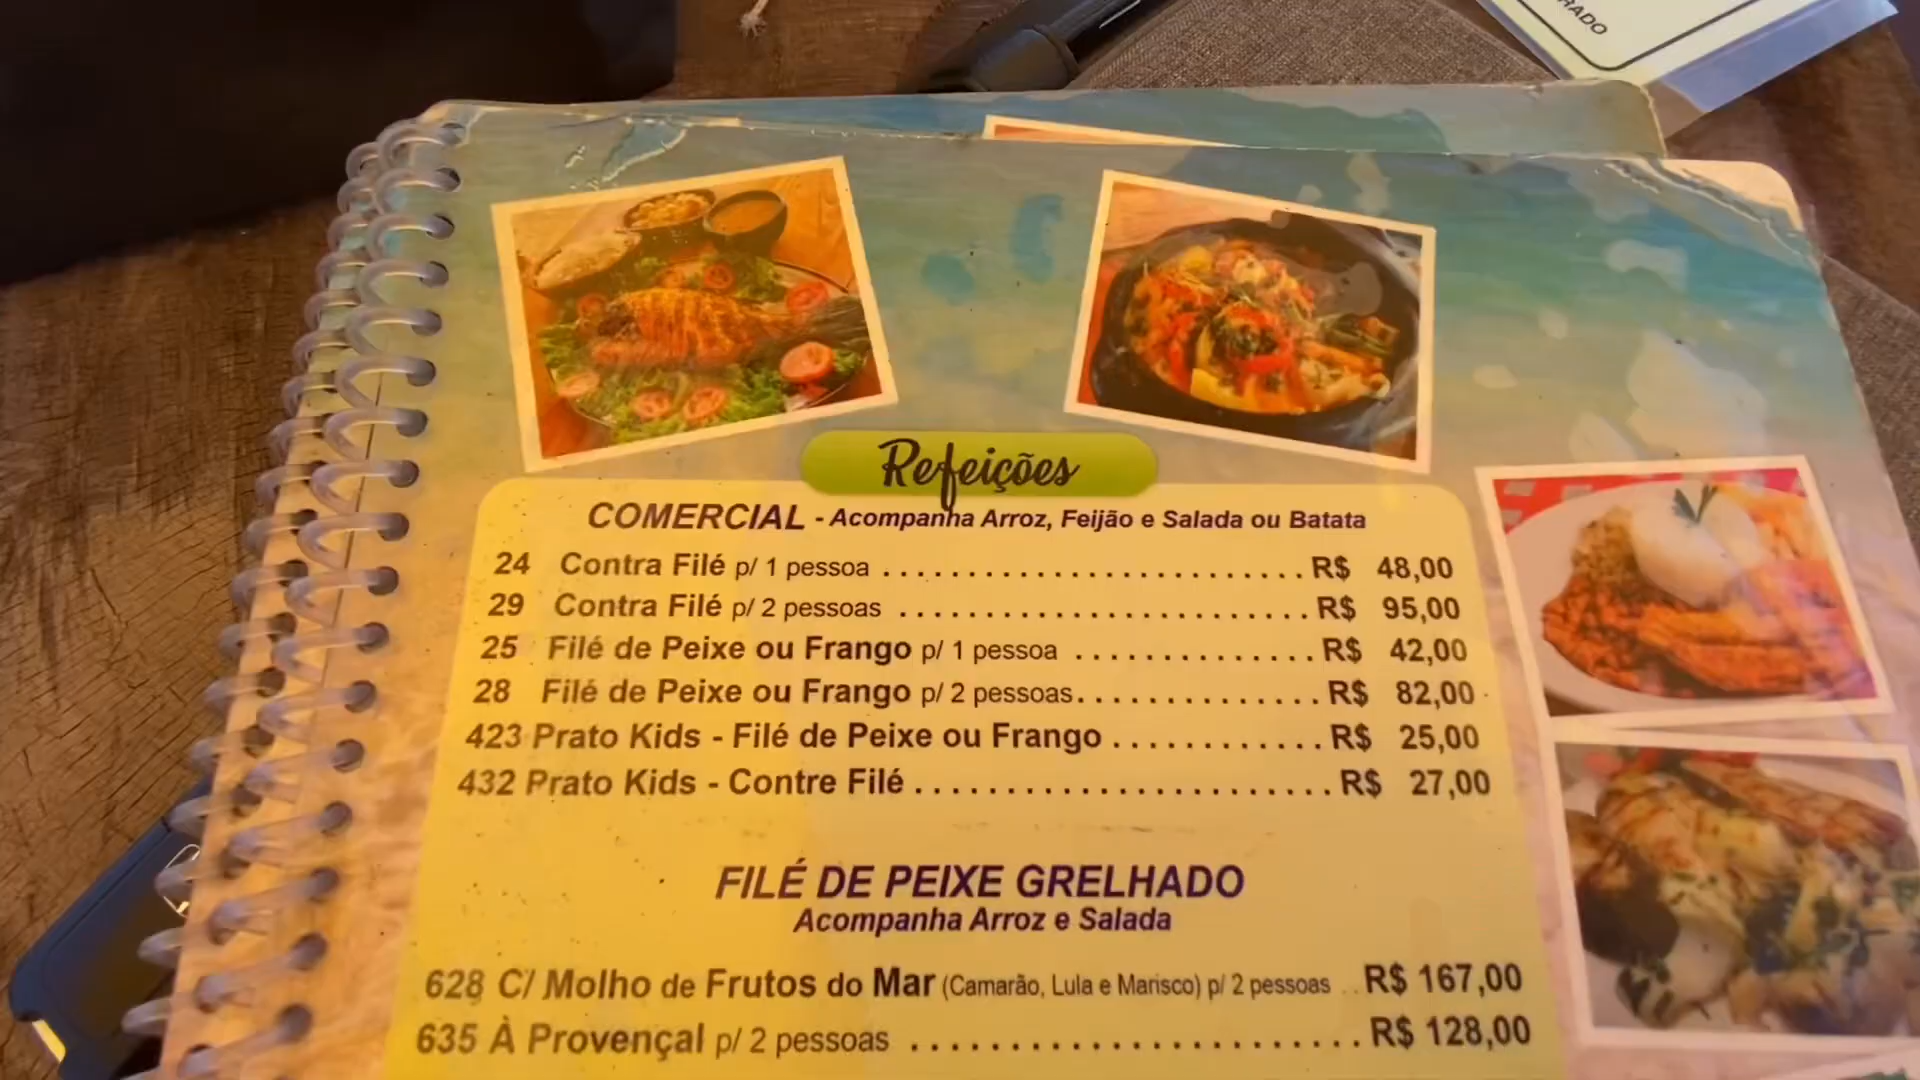 RADO
Refeições
COMERCIAL - Acompanha Arroz, Feijão e Salada ou Batata
24 Contra Filé p/ 1 pessoa ......................... R$ 48,00
29 Contra Filé p/ 2 pessoas ........................ R$ 95,00
25 Filé de Peixe ou Frango p/ 1 pessoa .............. R$ 42,00
28 Filé de Peixe ou Frango p/ 2 pessoas.............. R$ 82,00
423 Prato Kids - Filé de Peixe ou Frango ............. R$ 25,00
432 Prato Kids - Contre Filé ......................... R$ 27,00
FILÉ DE PEIXE GRELHADO
Acompanha Arroz e Salada
628 C/ Molho de Frutos do Mar (Camarão, Lula e Marisco) p/ 2 pessoas .. R$ 167,00
635 À Provençal p/ 2 pessoas ........................... R$ 128,00